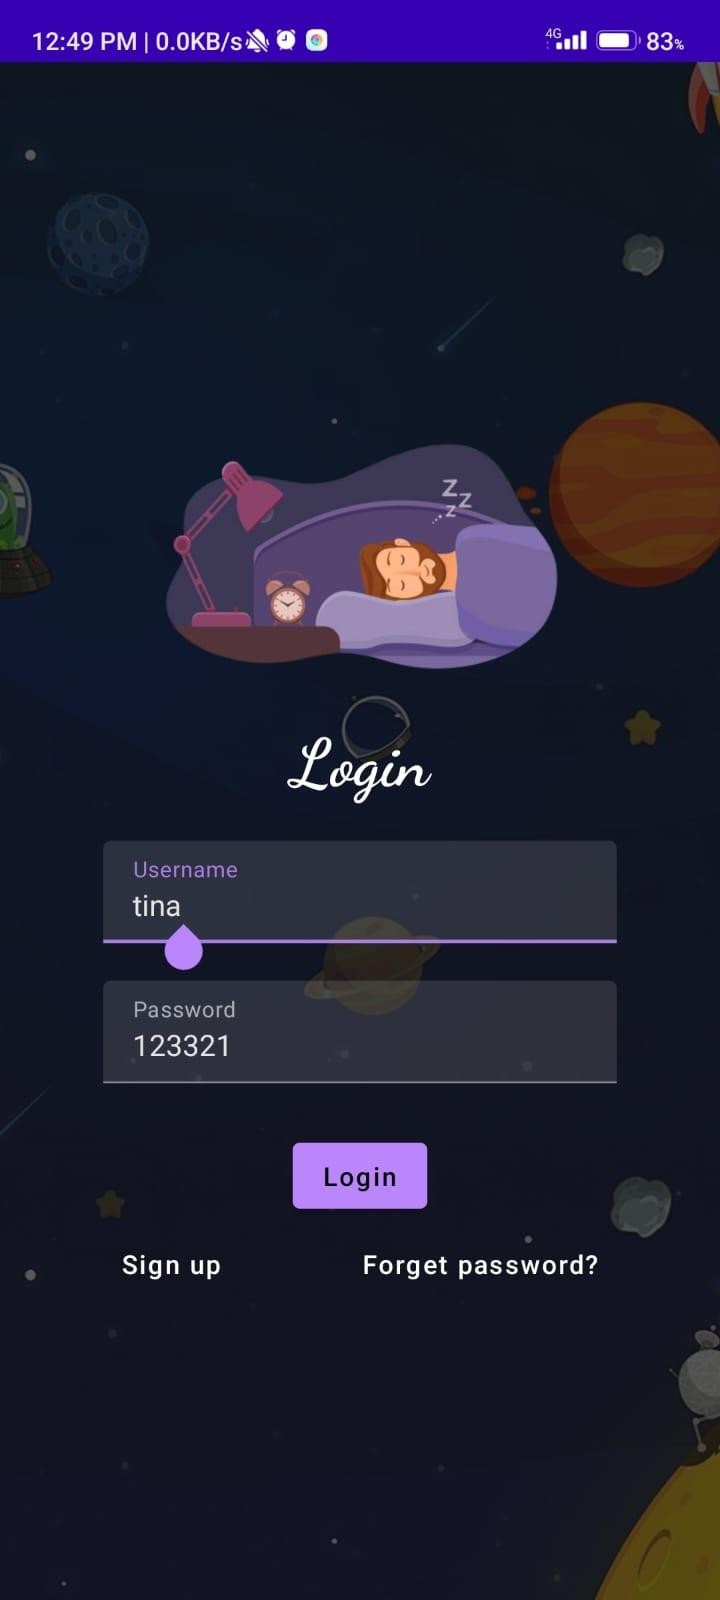 12:49 PM | 0.0KB/s 4G 83%
z z z
Login
Username
tina
Password
123321
Login
Sign up Forget password?